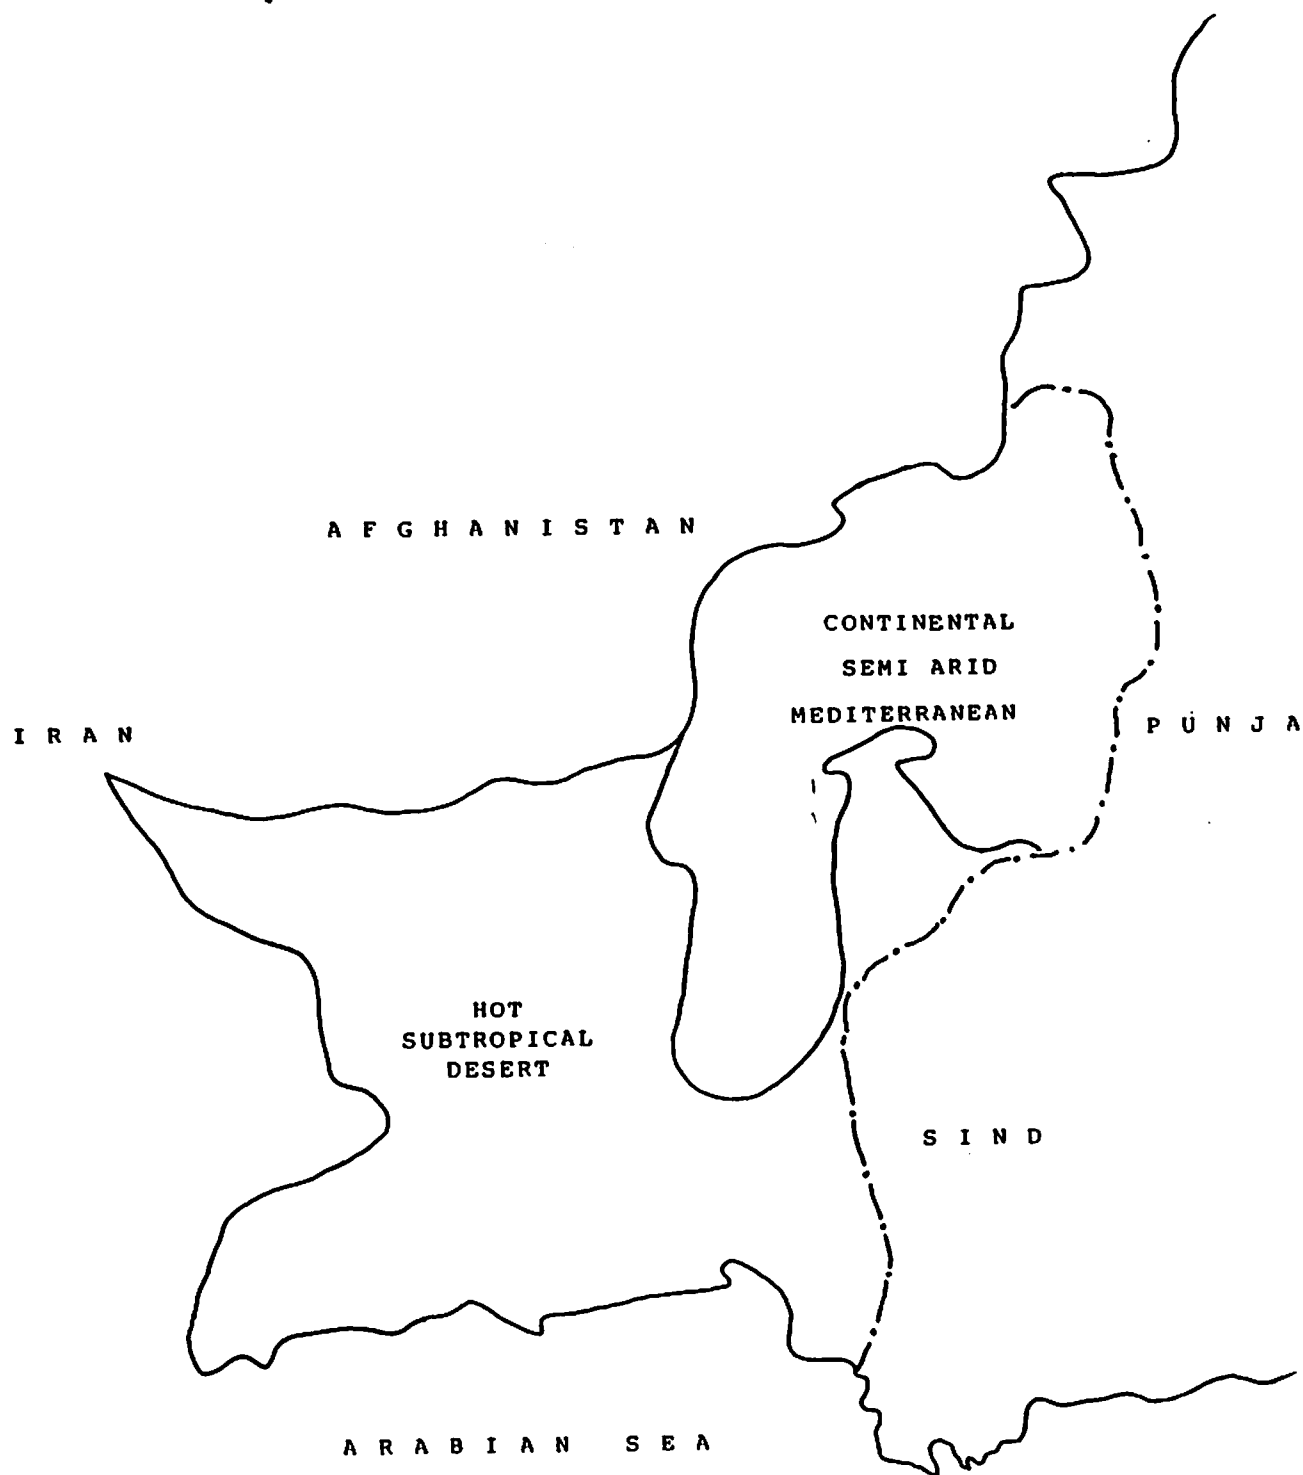 AFGHANISTAN
CONTINENTAL
SEMI ARID
MEDITERRANEAN
IRAN
PUNJA
HOT
SUBTROPICAL
DESERT
SIND
ARABIAN SEA